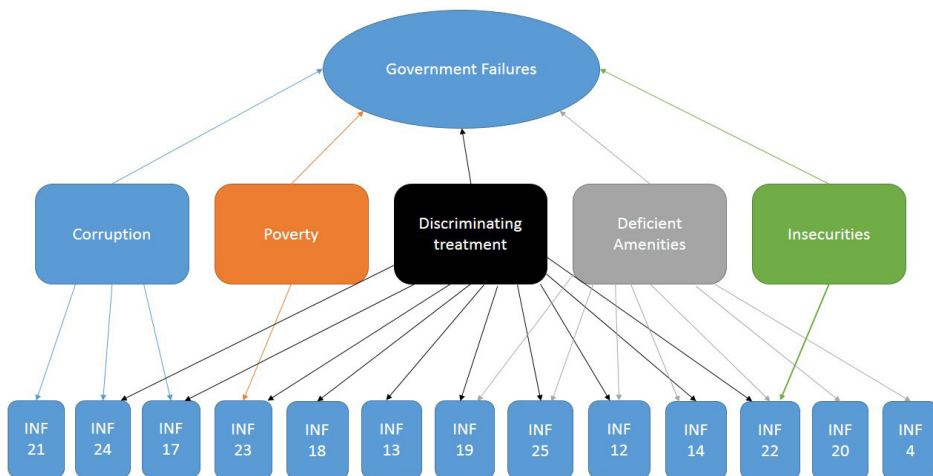 Government Failures
Corruption
Poverty
Discriminating
treatment
Deficient
Amenities
Insecurities
INF
21
INF
24
INF
17
INF
23
INF
18
INF
13
INF
19
INF
25
INF
12
INF
14
INF
22
INF
20
INF
4